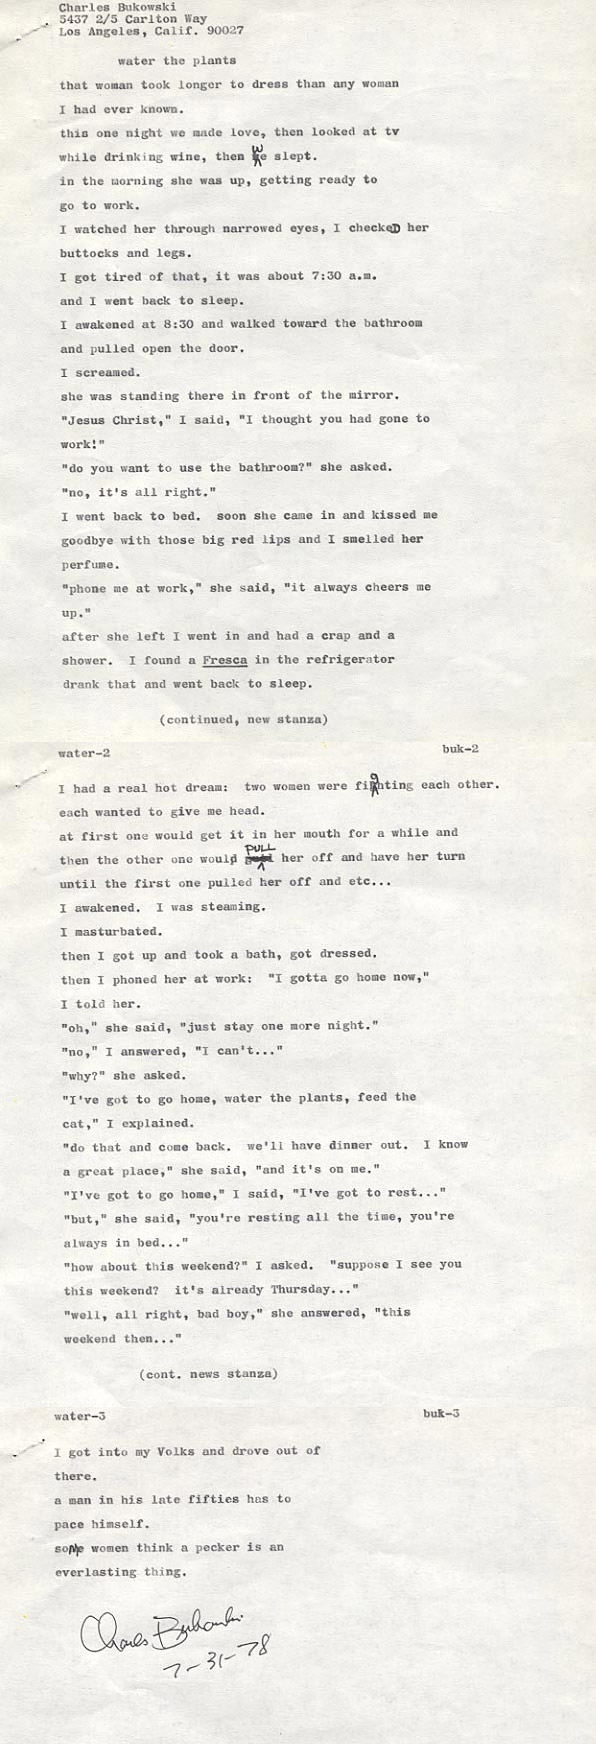 Charles Bukowski
5437 2/5 Carlton Way
Los Angeles, Calif. 90027
water the plants
that woman took longer to dress than any woman
I had ever known.
this one night we made love, then looked at tv
while drinking wine, then We slept.
in the morning she was up, getting ready to
go to work.
I watched her through narrowed eyes, I checkeD her
buttocks and legs.
I got tired of that, it was about 7:30 a.m.
and I went back to sleep.
I awakened at 8:30 and walked toward the bathroom
and pulled open the door.
I screamed.
she was standing there in front of the mirror.
"Jesus Christ," I said, "I thought you had gone to
work!"
"do you want to use the bathroom?" she asked.
"no, it's all right."
I went back to bed.  soon she came in and kissed me
goodbye with those big red lips and I smelled her
perfume.
"phone me at work," she said, "it always cheers me
up."
after she left I went in and had a crap and a
shower.  I found a Fresca in the refrigerator
drank that and went back to sleep.
(continued, new stanza)
water-2 buk-2
I had a real hot dream:  two women were fighting each other.
each wanted to give me head.
at first one would get it in her mouth for a while and
then the other one would PULL her off and have her turn
until the first one pulled her off and etc...
I awakened.  I was steaming.
I masturbated.
then I got up and took a bath, got dressed.
then I phoned her at work:  "I gotta go home now,"
I told her.
"oh," she said, "just stay one more night."
"no," I answered, "I can't..."
"why?" she asked.
"I've got to go home, water the plants, feed the
cat," I explained.
"do that and come back.  we'll have dinner out.  I know
a great place," she said, "and it's on me."
"I've got to go home," I said, "I've got to rest..."
"but," she said, "you're resting all the time, you're
always in bed..."
"how about this weekend?" I asked.  "suppose I see you
this weekend?  it's already Thursday..."
"well, all right, bad boy," she answered, "this
weekend then..."
(cont. news stanza)
water-3 buk-3
I got into my Volks and drove out of
there.
a man in his late fifties has to
pace himself.
soMe women think a pecker is an
everlasting thing.
Charles Bukowski
7-31-78